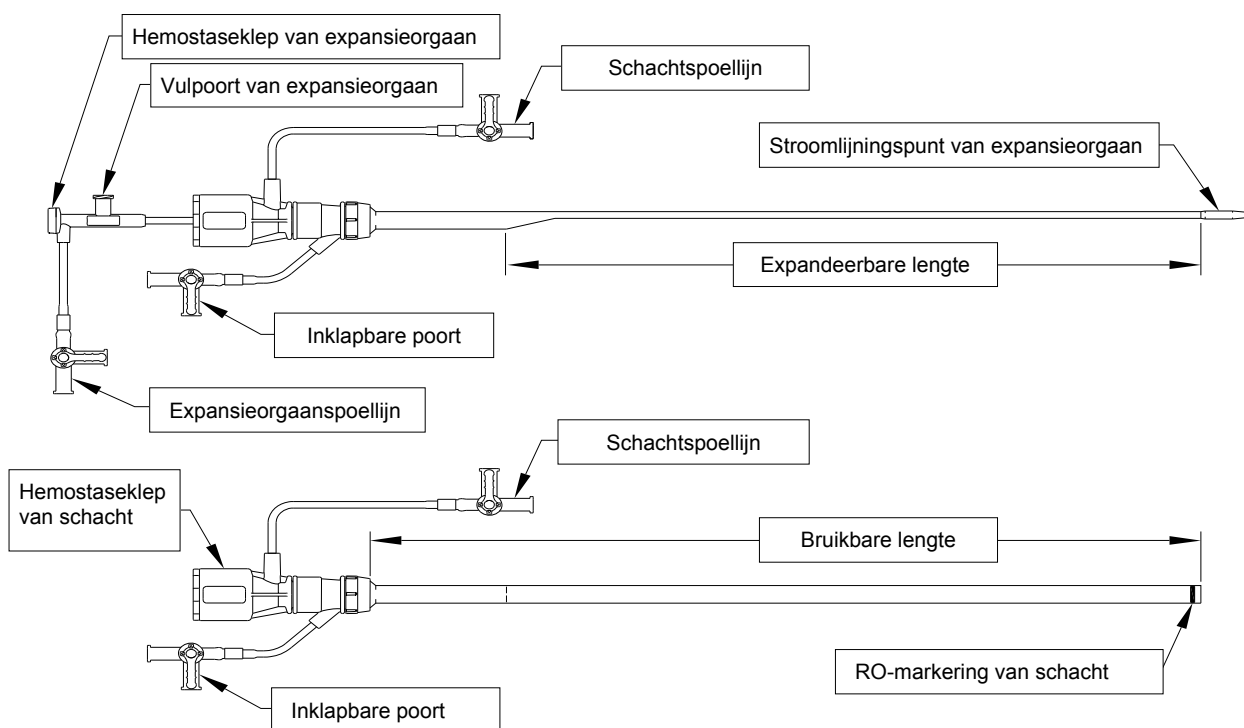 Hemostaseklep van expansieorgaan
Vulpoort van expansieorgaan
Schachtspoellijn
Stroomlijningspunt van expansieorgaan
Expandeerbare lengte
Inklapbare poort
Expansieorgaanspoellijn
Schachtspoellijn
Hemostaseklep
van schacht
Bruikbare lengte
RO-markering van schacht
Inklapbare poort